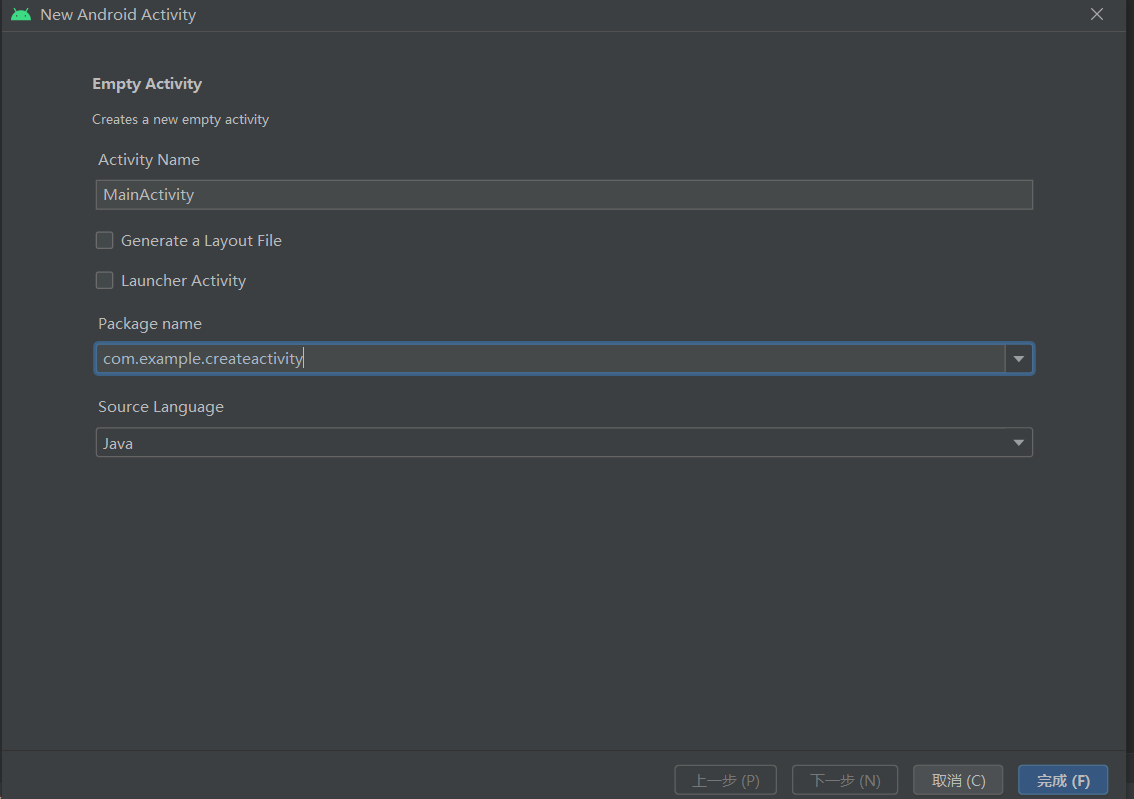 New Android Activity
Empty Activity
Creates a new empty activity
Activity Name
MainActivity
Generate a Layout File
Launcher Activity
Package name
com.example.createactivity
Source Language
Java
上一步 (P) 下一步 (N) 取消 (C) 完成 (F)